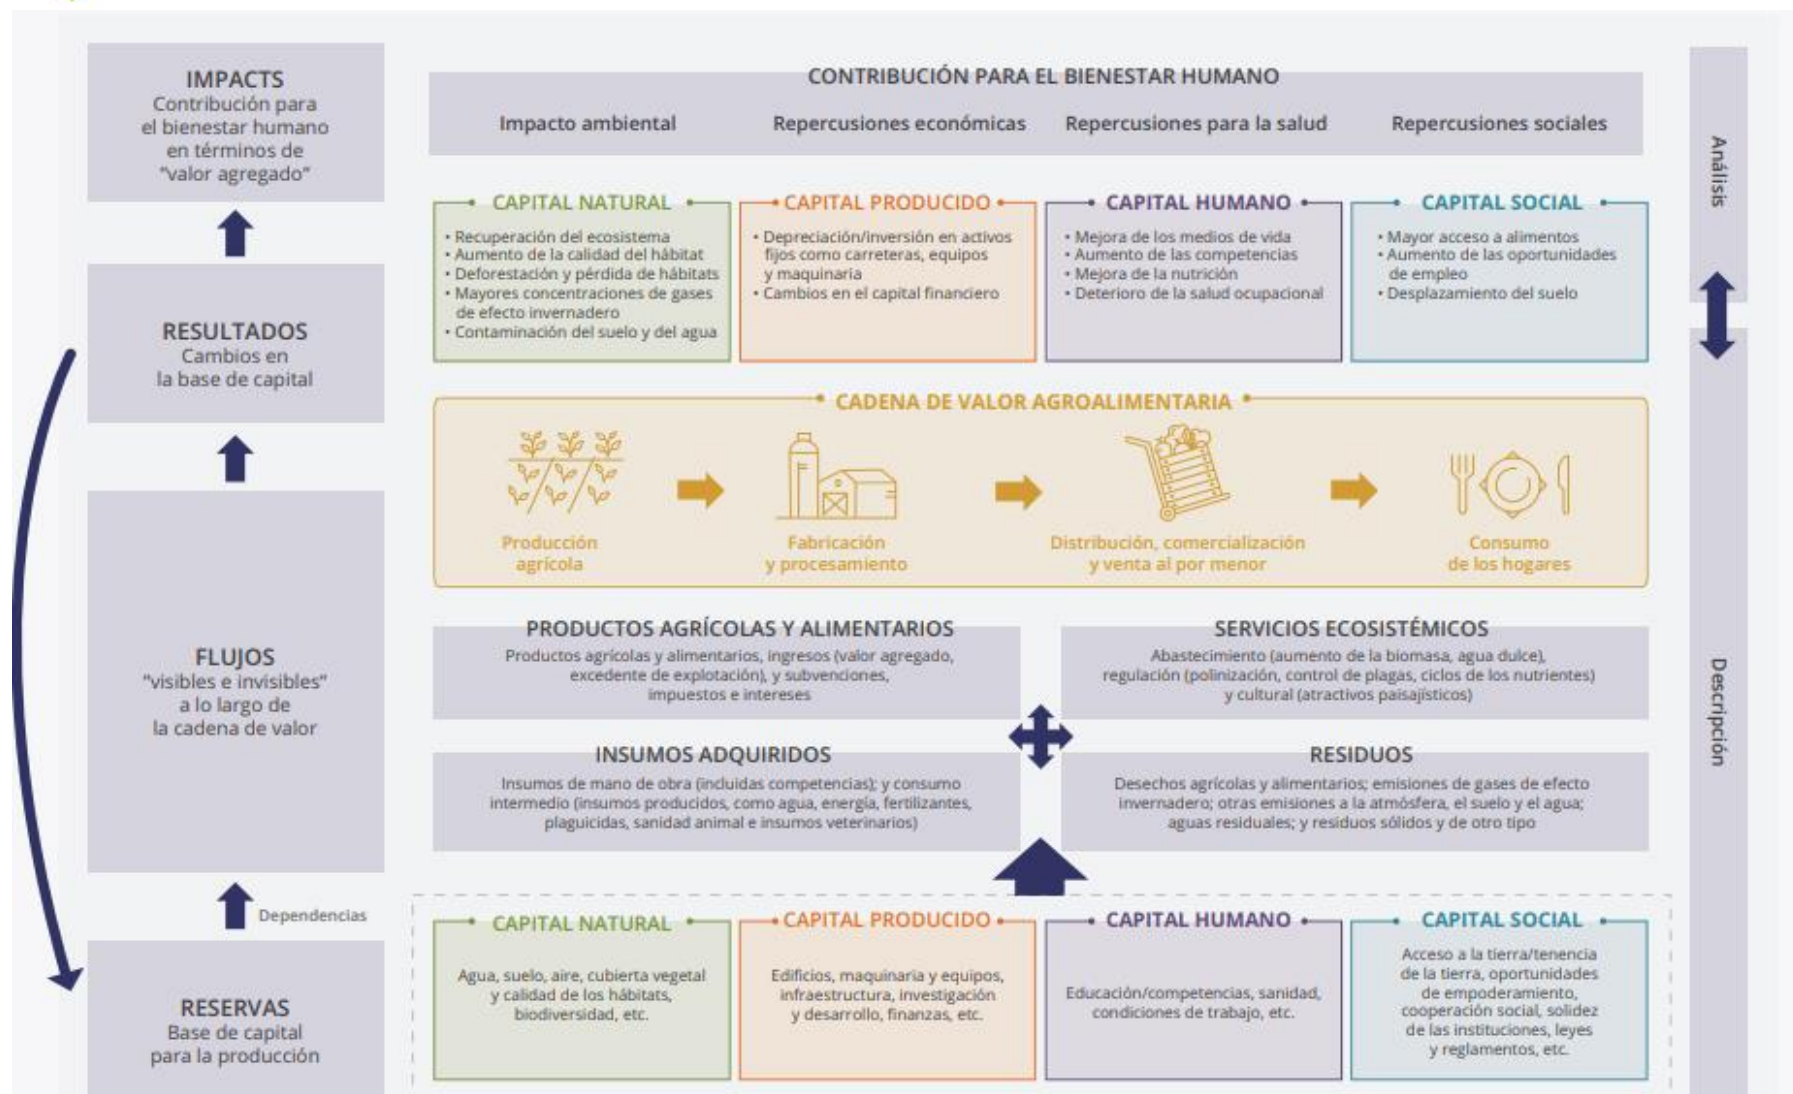 IMPACTS
Contribución para
el bienestar humano
en términos de
“valor agregado”
RESULTADOS
Cambios en
la base de capital
FLUJOS
“visibles e invisibles”
a lo largo de
la cadena de valor
Dependencias
RESERVAS
Base de capital
para la producción
CONTRIBUCIÓN PARA EL BIENESTAR HUMANO
Impacto ambiental
Repercusiones económicas
Repercusiones para la salud
Repercusiones sociales
CAPITAL NATURAL
• Recuperación del ecosistema
• Aumento de la calidad del hábitat
• Deforestación y pérdida de hábitats
• Mayores concentraciones de gases
de efecto invernadero
• Contaminación del suelo y del agua
CAPITAL PRODUCIDO
• Depreciación/inversión en activos
fijos como carreteras, equipos
y maquinaria
• Cambios en el capital financiero
CAPITAL HUMANO
• Mejora de los medios de vida
• Aumento de las competencias
• Mejora de la nutrición
• Deterioro de la salud ocupacional
CAPITAL SOCIAL
• Mayor acceso a alimentos
• Aumento de las oportunidades
de empleo
• Desplazamiento del suelo
CADENA DE VALOR AGROALIMENTARIA
Producción
agrícola
Fabricación
y procesamiento
Distribución, comercialización
y venta al por menor
Consumo
de los hogares
PRODUCTOS AGRÍCOLAS Y ALIMENTARIOS
Productos agrícolas y alimentarios, ingresos (valor agregado,
excedente de explotación), y subvenciones,
impuestos e intereses
SERVICIOS ECOSISTÉMICOS
Abastecimiento (aumento de la biomasa, agua dulce),
regulación (polinización, control de plagas, ciclos de los nutrientes)
y cultural (atractivos paisajísticos)
INSUMOS ADQUIRIDOS
Insumos de mano de obra (incluidas competencias); y consumo
intermedio (insumos producidos, como agua, energía, fertilizantes,
plaguicidas, sanidad animal e insumos veterinarios)
RESIDUOS
Desechos agrícolas y alimentarios; emisiones de gases de efecto
invernadero; otras emisiones a la atmósfera, el suelo y el agua;
aguas residuales; y residuos sólidos y de otro tipo
CAPITAL NATURAL
Agua, suelo, aire, cubierta vegetal
y calidad de los hábitats,
biodiversidad, etc.
CAPITAL PRODUCIDO
Edificios, maquinaria y equipos,
infraestructura, investigación
y desarrollo, finanzas, etc.
CAPITAL HUMANO
Educación/competencias, sanidad,
condiciones de trabajo, etc.
CAPITAL SOCIAL
Acceso a la tierra/tenencia
de la tierra, oportunidades
de empoderamiento,
cooperación social, solidez
de las instituciones, leyes
y reglamentos, etc.
Análisis
Descripción